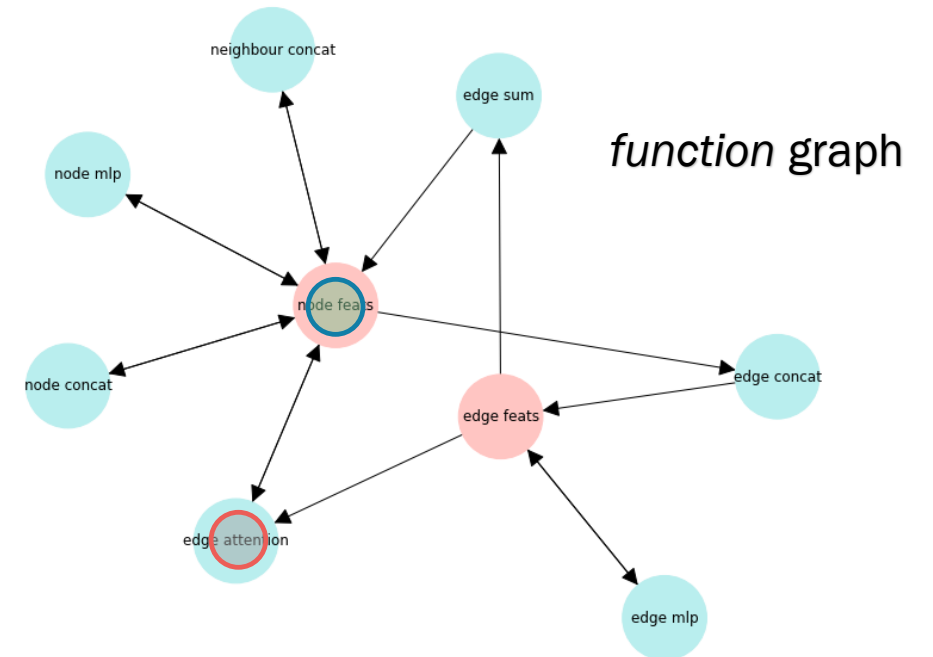 neighbour concat
edge sum
function graph
node mlp
node feats
edge concat
node concat
edge feats
edge attention
edge mlp